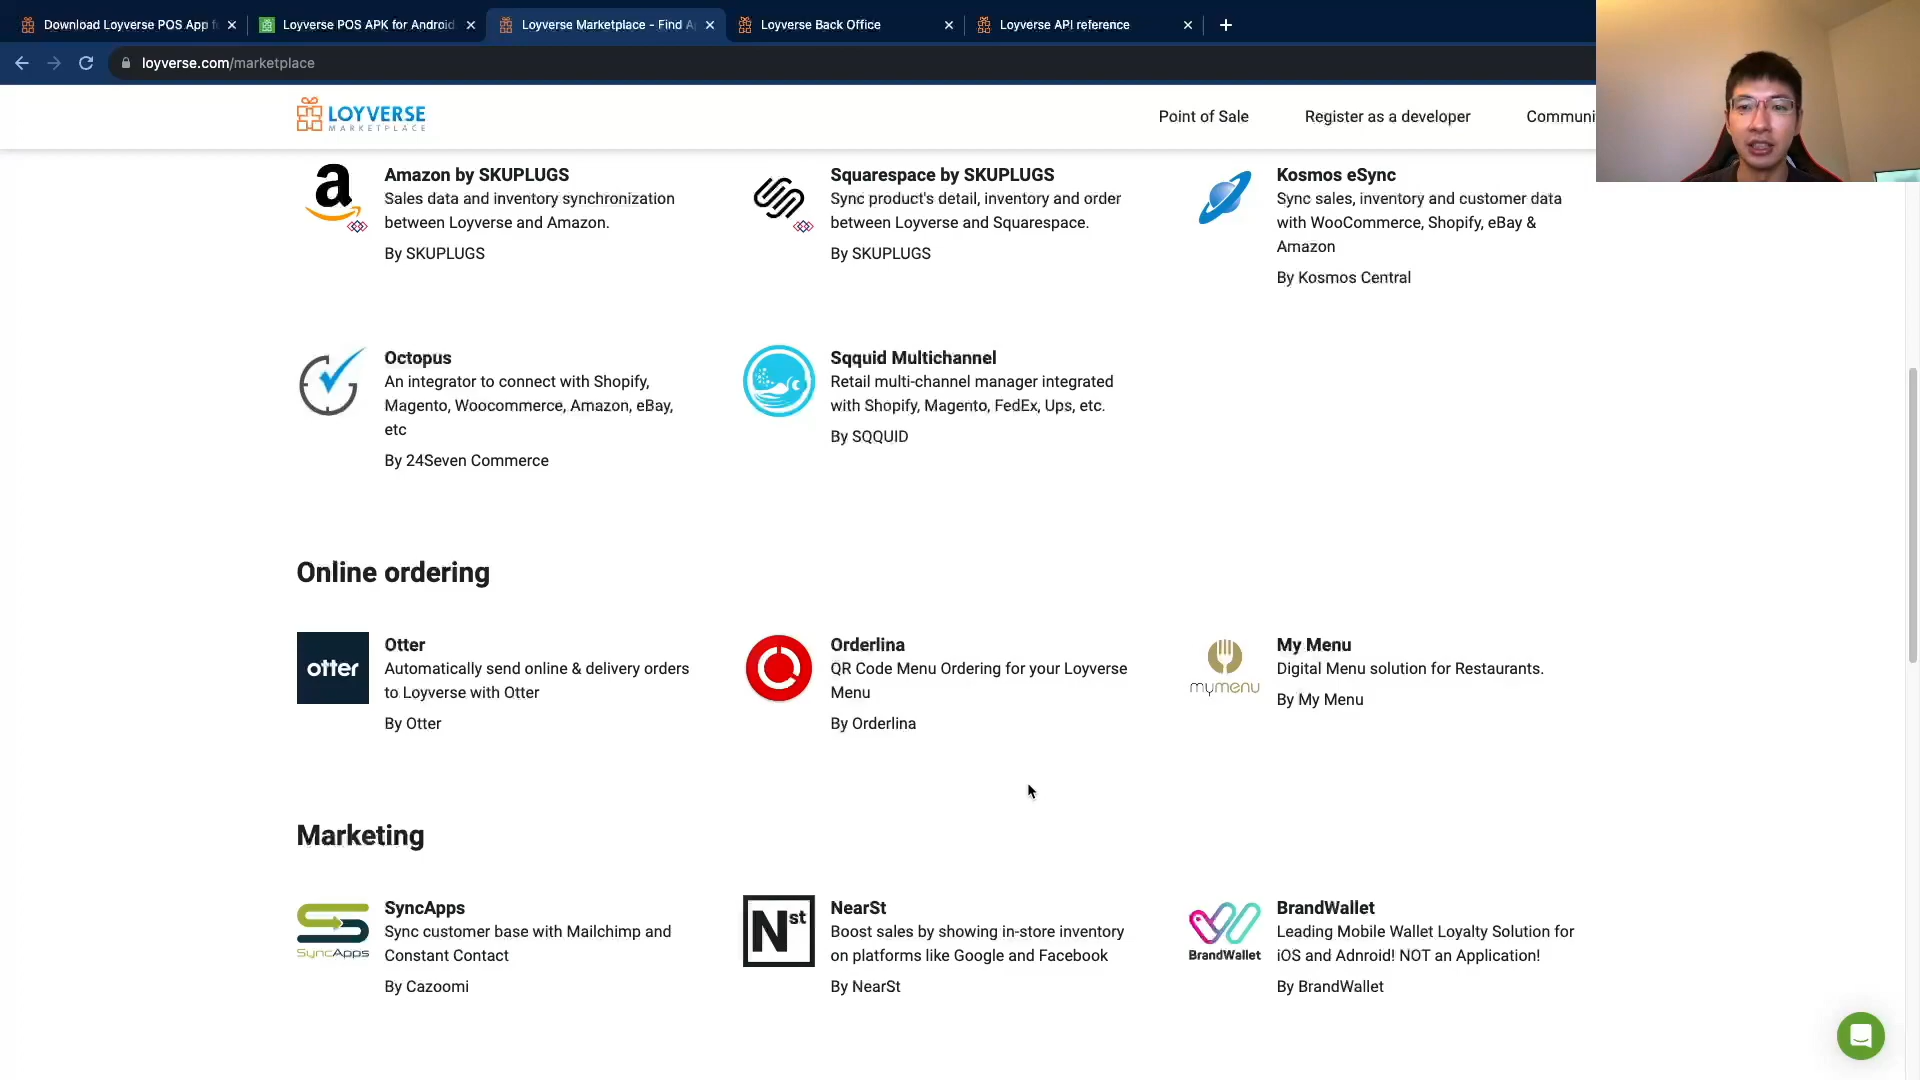 Download Loyverse POS App f
Loyverse POS APK for Android
Loyverse Marketplace - Find A
Loyverse Back Office
Loyverse API reference
loyverse.com/marketplace
LOYVERSE
MARKETPLACE
Point of Sale
Register as a developer
Communi
Amazon by SKUPLUGS
Sales data and inventory synchronization
between Loyverse and Amazon.
By SKUPLUGS
Squarespace by SKUPLUGS
Sync product's detail, inventory and order
between Loyverse and Squarespace.
By SKUPLUGS
Kosmos eSync
Sync sales, inventory and customer data
with WooCommerce, Shopify, eBay &
Amazon
By Kosmos Central
Octopus
An integrator to connect with Shopify,
Magento, Woocommerce, Amazon, eBay,
etc
By 24Seven Commerce
Sqquid Multichannel
Retail multi-channel manager integrated
with Shopify, Magento, FedEx, Ups, etc.
By SQQUID
Online ordering
otter
Otter
Automatically send online & delivery orders
to Loyverse with Otter
By Otter
Orderlina
QR Code Menu Ordering for your Loyverse
Menu
By Orderlina
mymenu
My Menu
Digital Menu solution for Restaurants.
By My Menu
Marketing
SyncApps
SyncApps
Sync customer base with Mailchimp and
Constant Contact
By Cazoomi
Nst
NearSt
Boost sales by showing in-store inventory
on platforms like Google and Facebook
By NearSt
BrandWallet
BrandWallet
Leading Mobile Wallet Loyalty Solution for
iOS and Adnroid! NOT an Application!
By BrandWallet